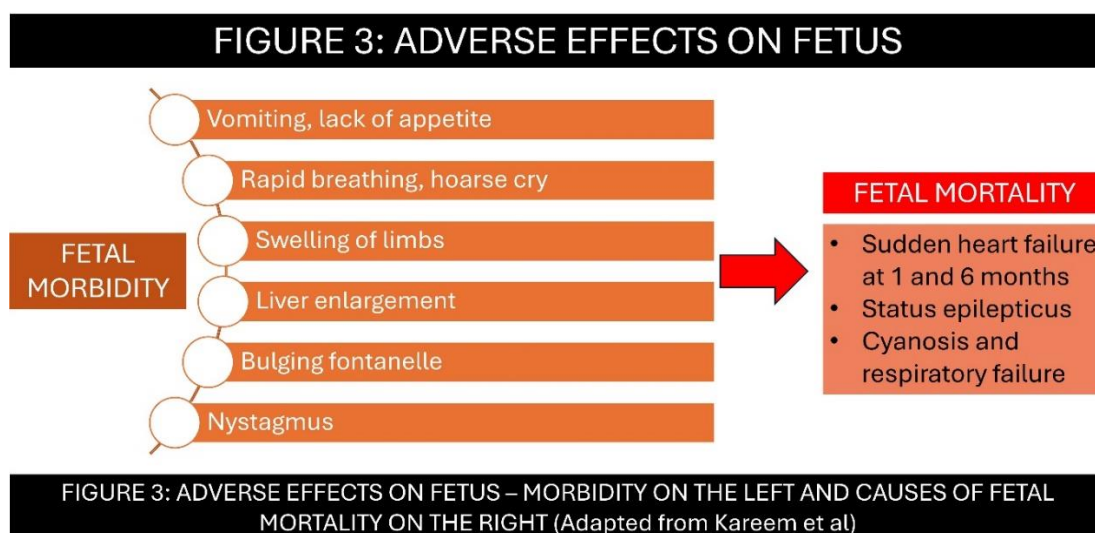 FIGURE 3: ADVERSE EFFECTS ON FETUS
FETAL
MORBIDITY
Vomiting, lack of appetite
Rapid breathing, hoarse cry
Swelling of limbs
Liver enlargement
Bulging fontanelle
Nystagmus
FETAL MORTALITY
• Sudden heart failure
at 1 and 6 months
• Status epilepticus
• Cyanosis and
respiratory failure
FIGURE 3: ADVERSE EFFECTS ON FETUS – MORBIDITY ON THE LEFT AND CAUSES OF FETAL
MORTALITY ON THE RIGHT (Adapted from Kareem et al)